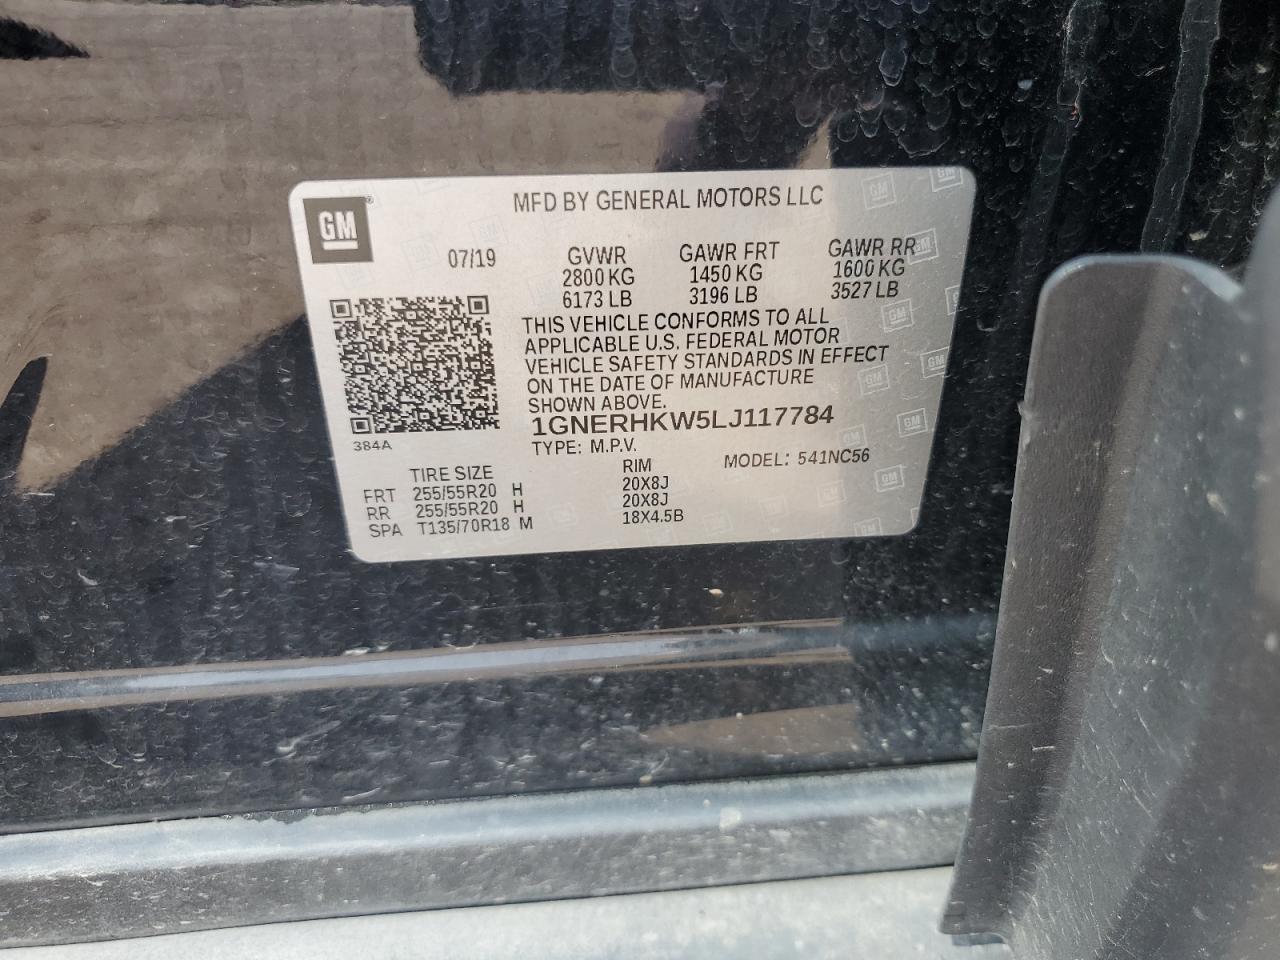 GM
MFD BY GENERAL MOTORS LLC
07/19 GVWR GAWR FRT GAWR RR
2800 KG 1450 KG 1600 KG
6173 LB 3196 LB 3527 LB
THIS VEHICLE CONFORMS TO ALL
APPLICABLE U.S. FEDERAL MOTOR
VEHICLE SAFETY STANDARDS IN EFFECT
ON THE DATE OF MANUFACTURE
SHOWN ABOVE.
1GNERHKW5LJ117784
384A
TYPE: M.P.V. MODEL: 541NC56
TIRE SIZE RIM
FRT 255/55R20 H 20X8J
RR 255/55R20 H 20X8J
SPA T135/70R18 M 18X4.5B